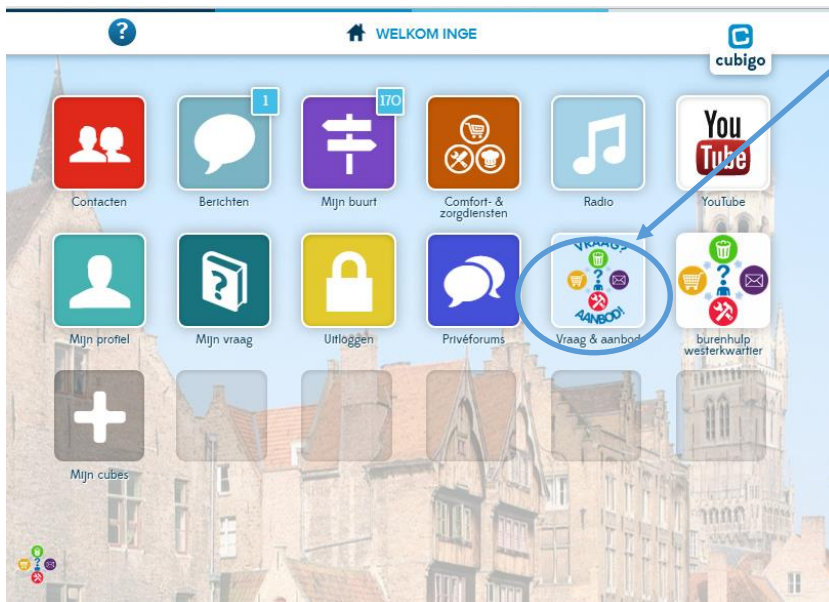 ?
WELKOM INGE
cubigo
1
170
You
Tube
Contacten
Berichten
Mijn buurt
Comfort- &
zorgdiensten
Radio
YouTube
?
VRAAG?
?
AANBOD!
?
Mijn profiel
Mijn vraag
Uitloggen
Privéforums
Vraag & aanbod
burenhulp
westerkwartier
Mijn cubes
?